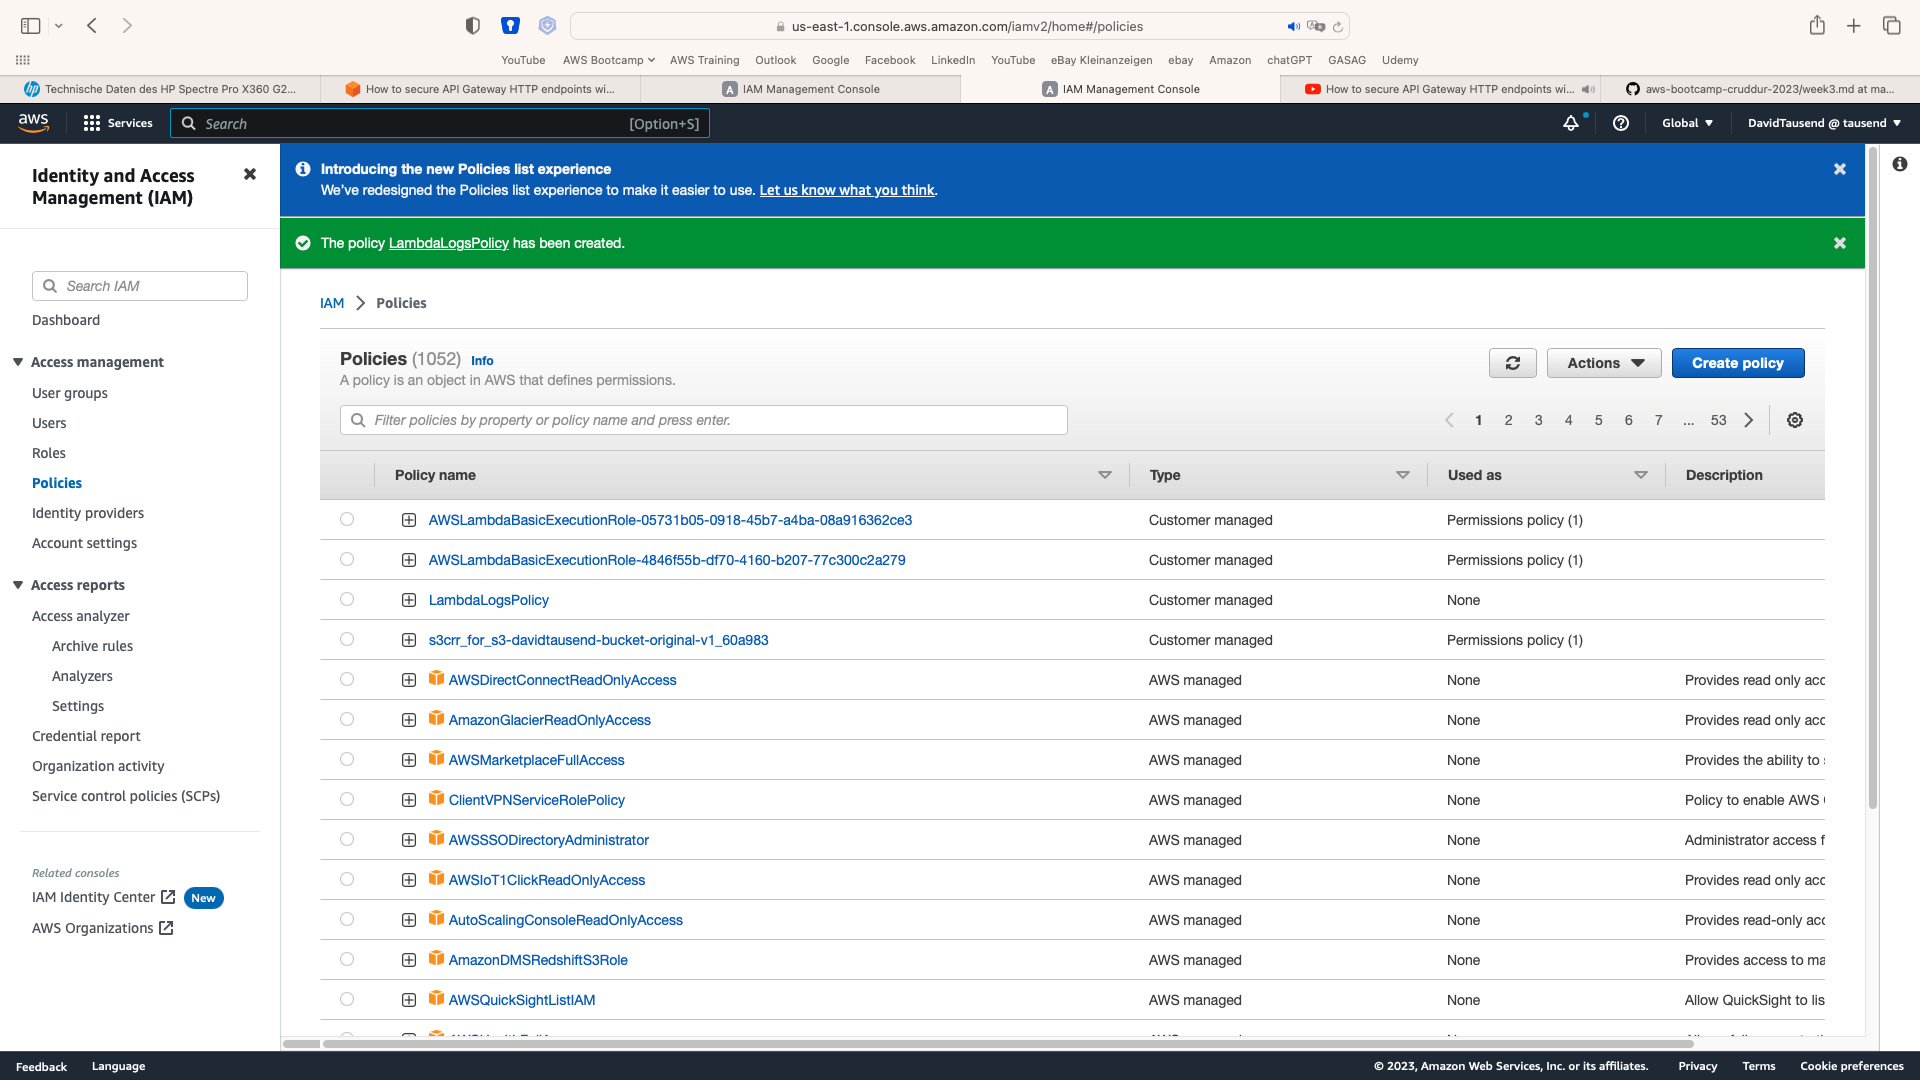 us-east-1.console.aws.amazon.com/iamv2/home#/policies
YouTube AWS Bootcamp AWS Training Outlook Google Facebook LinkedIn YouTube eBay Kleinanzeigen ebay Amazon chatGPT GASAG Udemy
hp Technische Daten des HP Spectre Pro X360 G2... How to secure API Gateway HTTP endpoints wi... A IAM Management Console A IAM Management Console How to secure API Gateway HTTP endpoints wi... aws-bootcamp-cruddur-2023/week3.md at ma...
aws Services Search [Option+S] Global DavidTausend @ tausend
Identity and Access
Management (IAM)
Search IAM
Dashboard
Access management
User groups
Users
Roles
Policies
Identity providers
Account settings
Access reports
Access analyzer
Archive rules
Analyzers
Settings
Credential report
Organization activity
Service control policies (SCPs)
Related consoles
IAM Identity Center New
AWS Organizations
Introducing the new Policies list experience
We've redesigned the Policies list experience to make it easier to use. Let us know what you think.
The policy LambdaLogsPolicy has been created.
IAM Policies
Policies (1052) Info
A policy is an object in AWS that defines permissions.
Actions Create policy
Filter policies by property or policy name and press enter.
1 2 3 4 5 6 7 ... 53
Policy name Type Used as Description
AWSLambdaBasicExecutionRole-05731b05-0918-45b7-a4ba-08a916362ce3 Customer managed Permissions policy (1)
AWSLambdaBasicExecutionRole-4846f55b-df70-4160-b207-77c300c2a279 Customer managed Permissions policy (1)
LambdaLogsPolicy Customer managed None
s3crr_for_s3-davidtausend-bucket-original-v1_60a983 Customer managed Permissions policy (1)
AWSDirectConnectReadOnlyAccess AWS managed None Provides read only acc
AmazonGlacierReadOnlyAccess AWS managed None Provides read only acc
AWSMarketplaceFullAccess AWS managed None Provides the ability to
ClientVPNServiceRolePolicy AWS managed None Policy to enable AWS
AWSSSODirectoryAdministrator AWS managed None Administrator access f
AWSIoT1ClickReadOnlyAccess AWS managed None Provides read only acc
AutoScalingConsoleReadOnlyAccess AWS managed None Provides read-only acc
AmazonDMSRedshiftS3Role AWS managed None Provides access to ma
AWSQuickSightListIAM AWS managed None Allow QuickSight to lis
Feedback Language © 2023, Amazon Web Services, Inc. or its affiliates. Privacy Terms Cookie preferences